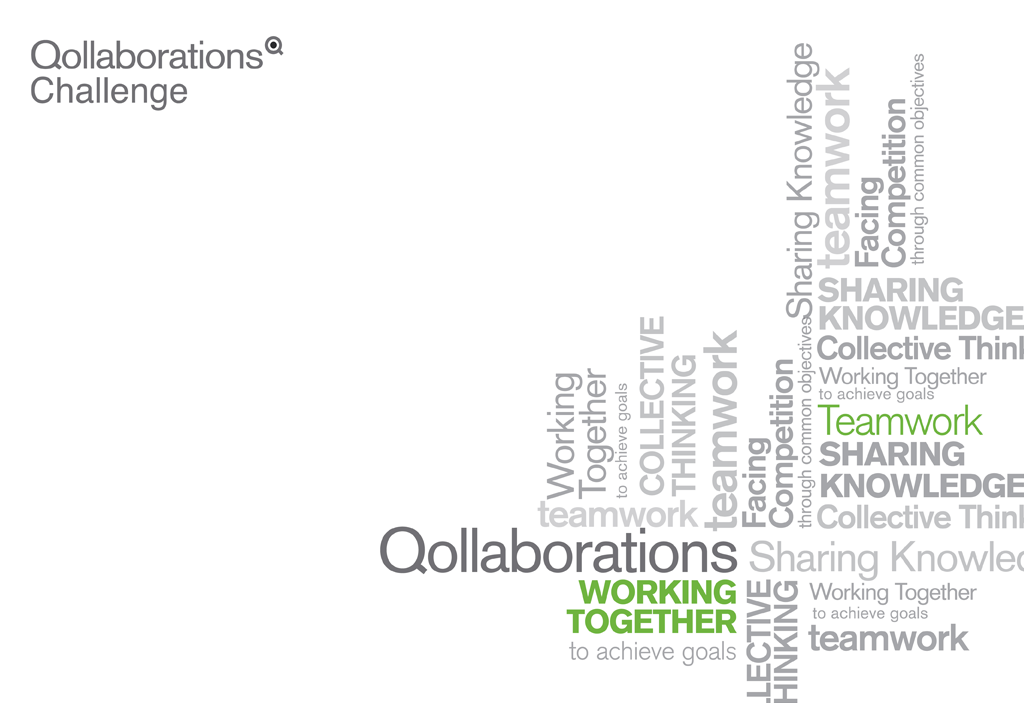 Qollaborations
Challenge
Sharing Knowledge
teamwork
Facing
Competition
through common objectives
SHARING
KNOWLEDGE
Collective Think
Working Together
to achieve goals
Teamwork
SHARING
KNOWLEDGE
Collective Think
Working
Together
to achieve goals
COLLECTIVE
THINKING
teamwork
Facing
Competition
through common objectives
teamwork
Qollaborations
Sharing Knowled
WORKING
TOGETHER
to achieve goals
LLECTIVE
HINKING
Working Together
to achieve goals
teamwork